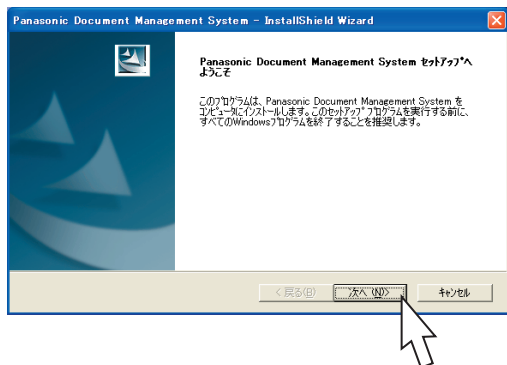 Panasonic Document Management System - InstallShield Wizard
Panasonic Document Management System ｾｯﾄｱｯﾌﾟへ
ようこそ
このﾌﾟﾛｸﾞﾗﾑは、Panasonic Document Management System を
ｺﾝﾋﾟｭｰﾀにｲﾝｽﾄｰﾙします。このｾｯﾄｱｯﾌﾟ ﾌﾟﾛｸﾞﾗﾑを実行する前に、
すべてのWindowsﾌﾟﾛｸﾞﾗﾑを終了することを推奨します。
< 戻る(B) 次へ (N)> ｷｬﾝｾﾙ